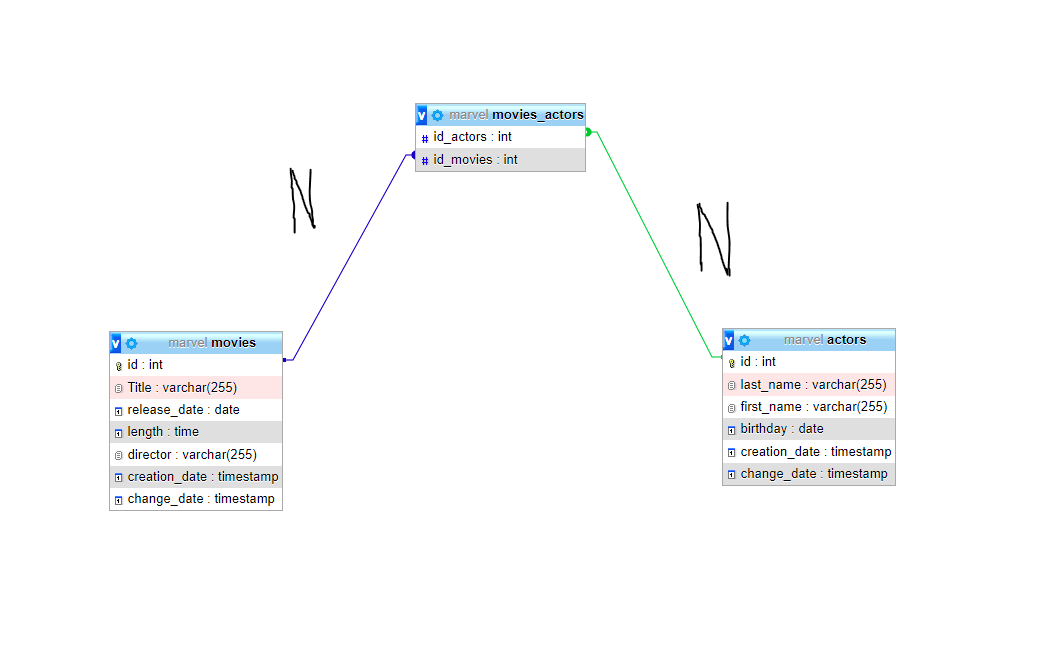 v marvel movies_actors
# id_actors : int
# id_movies : int
N
N
v marvel movies
id : int
Title : varchar(255)
release_date : date
length : time
director : varchar(255)
creation_date : timestamp
change_date : timestamp
v marvel actors
id : int
last_name : varchar(255)
first_name : varchar(255)
birthday : date
creation_date : timestamp
change_date : timestamp